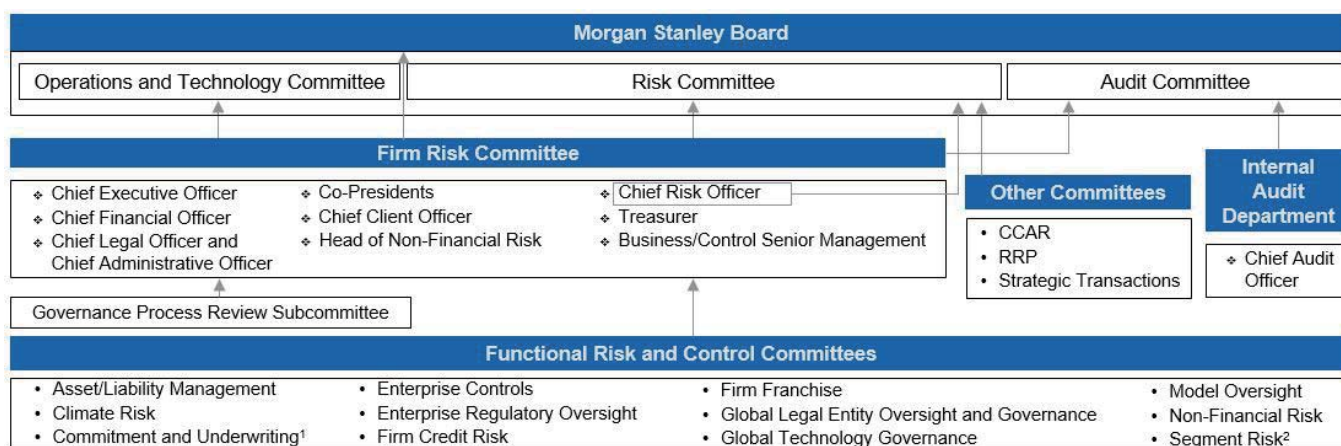 Morgan Stanley Board
Operations and Technology Committee
Risk Committee
Audit Committee
Firm Risk Committee
❖ Chief Executive Officer
❖ Chief Financial Officer
❖ Chief Legal Officer and
Chief Administrative Officer
❖ Co-Presidents
❖ Chief Client Officer
❖ Head of Non-Financial Risk
❖ Chief Risk Officer
❖ Treasurer
❖ Business/Control Senior Management
Other Committees
• CCAR
• RRP
• Strategic Transactions
Internal
Audit
Department
❖ Chief Audit
Officer
Governance Process Review Subcommittee
Functional Risk and Control Committees
• Asset/Liability Management
• Climate Risk
• Commitment and Underwriting¹
• Enterprise Controls
• Enterprise Regulatory Oversight
• Firm Credit Risk
• Firm Franchise
• Global Legal Entity Oversight and Governance
• Global Technology Governance
• Model Oversight
• Non-Financial Risk
• Segment Risk²